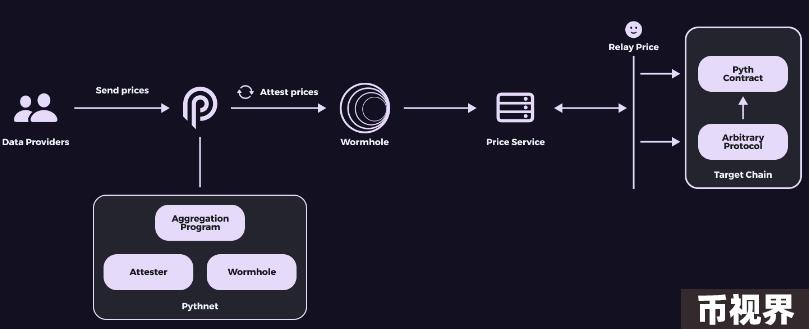 Relay Price
Send prices
Attest prices
Pyth
Contract
Data Providers
Wormhole
Price Service
Arbitrary
Protocol
Target Chain
Aggregation
Program
Attester
Wormhole
Pythnet
币视界